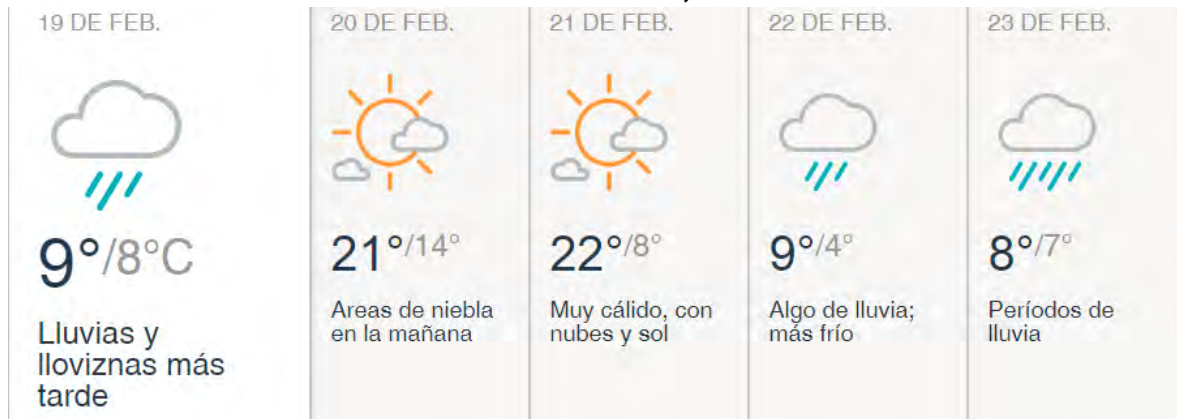 19 DE FEB.
9°/8°C
Lluvias y
lloviznas más
tarde
20 DE FEB.
21°/14°
Areas de niebla
en la mañana
21 DE FEB.
22°/8°
Muy cálido, con
nubes y sol
22 DE FEB.
9°/4°
Algo de lluvia;
más frío
23 DE FEB.
8°/7°
Períodos de
lluvia